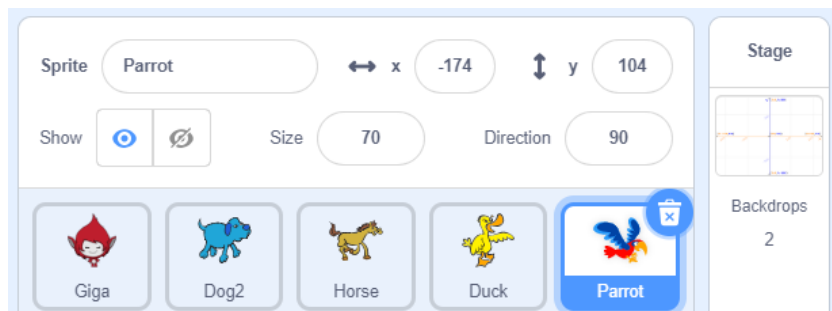 Sprite Parrot x -174 y 104
Show Size 70 Direction 90
Giga Dog2 Horse Duck Parrot
Stage
Backdrops
2